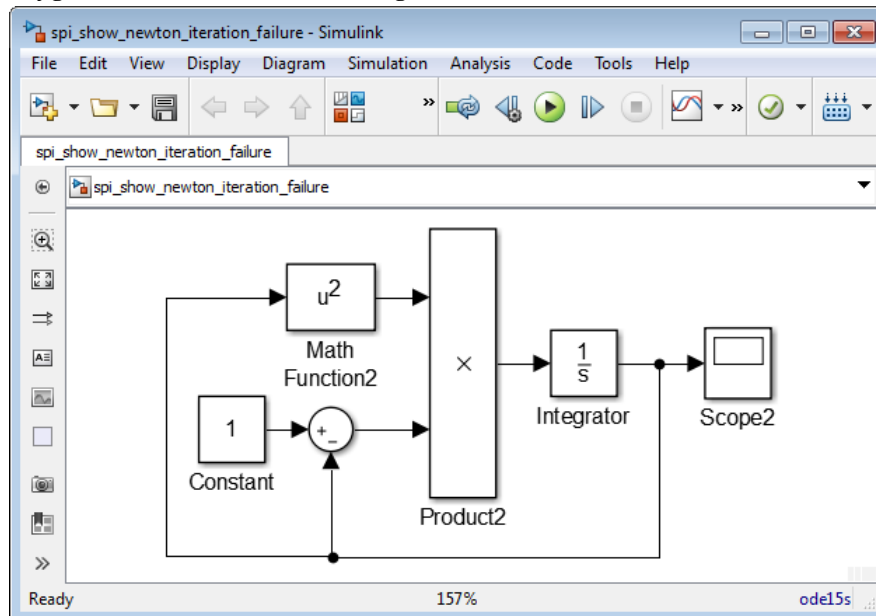 spi_show_newton_iteration_failure - Simulink
File Edit View Display Diagram Simulation Analysis Code Tools Help
» »
spi_show_newton_iteration_failure
spi_show_newton_iteration_failure
u2
Math
Function2
×
1
s
Integrator
Scope2
1
Constant
+
-
Product2
»
Ready 157% ode15s